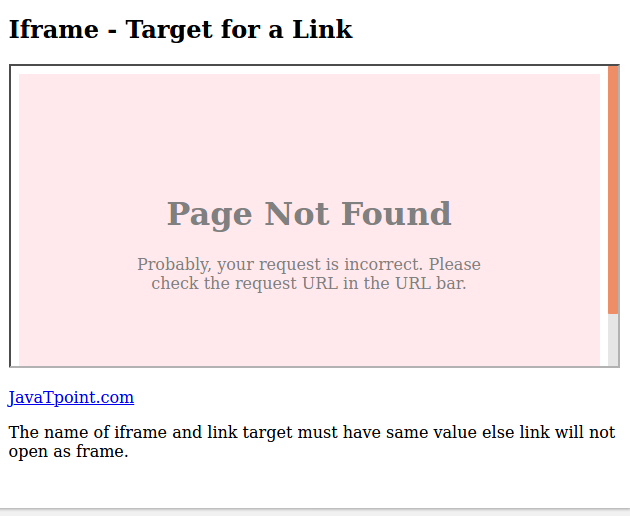 Iframe - Target for a Link
Page Not Found
Probably, your request is incorrect. Please
check the request URL in the URL bar.
JavaTpoint.com
The name of iframe and link target must have same value else link will not
open as frame.